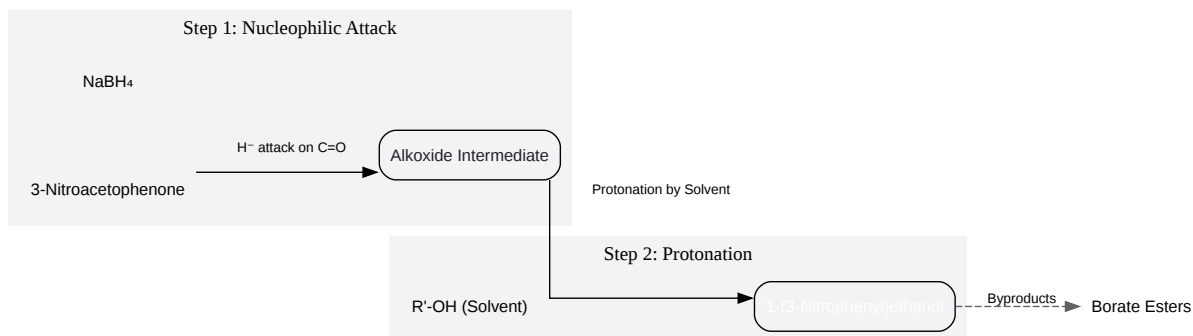 Step 1: Nucleophilic Attack
NaBH₄
H⁻ attack on C=O
Alkoxide Intermediate
3-Nitroacetophenone
Protonation by Solvent
Step 2: Protonation
R'-OH (Solvent)
1-(3-Nitrophenyl)ethanol
Byproducts
Borate Esters